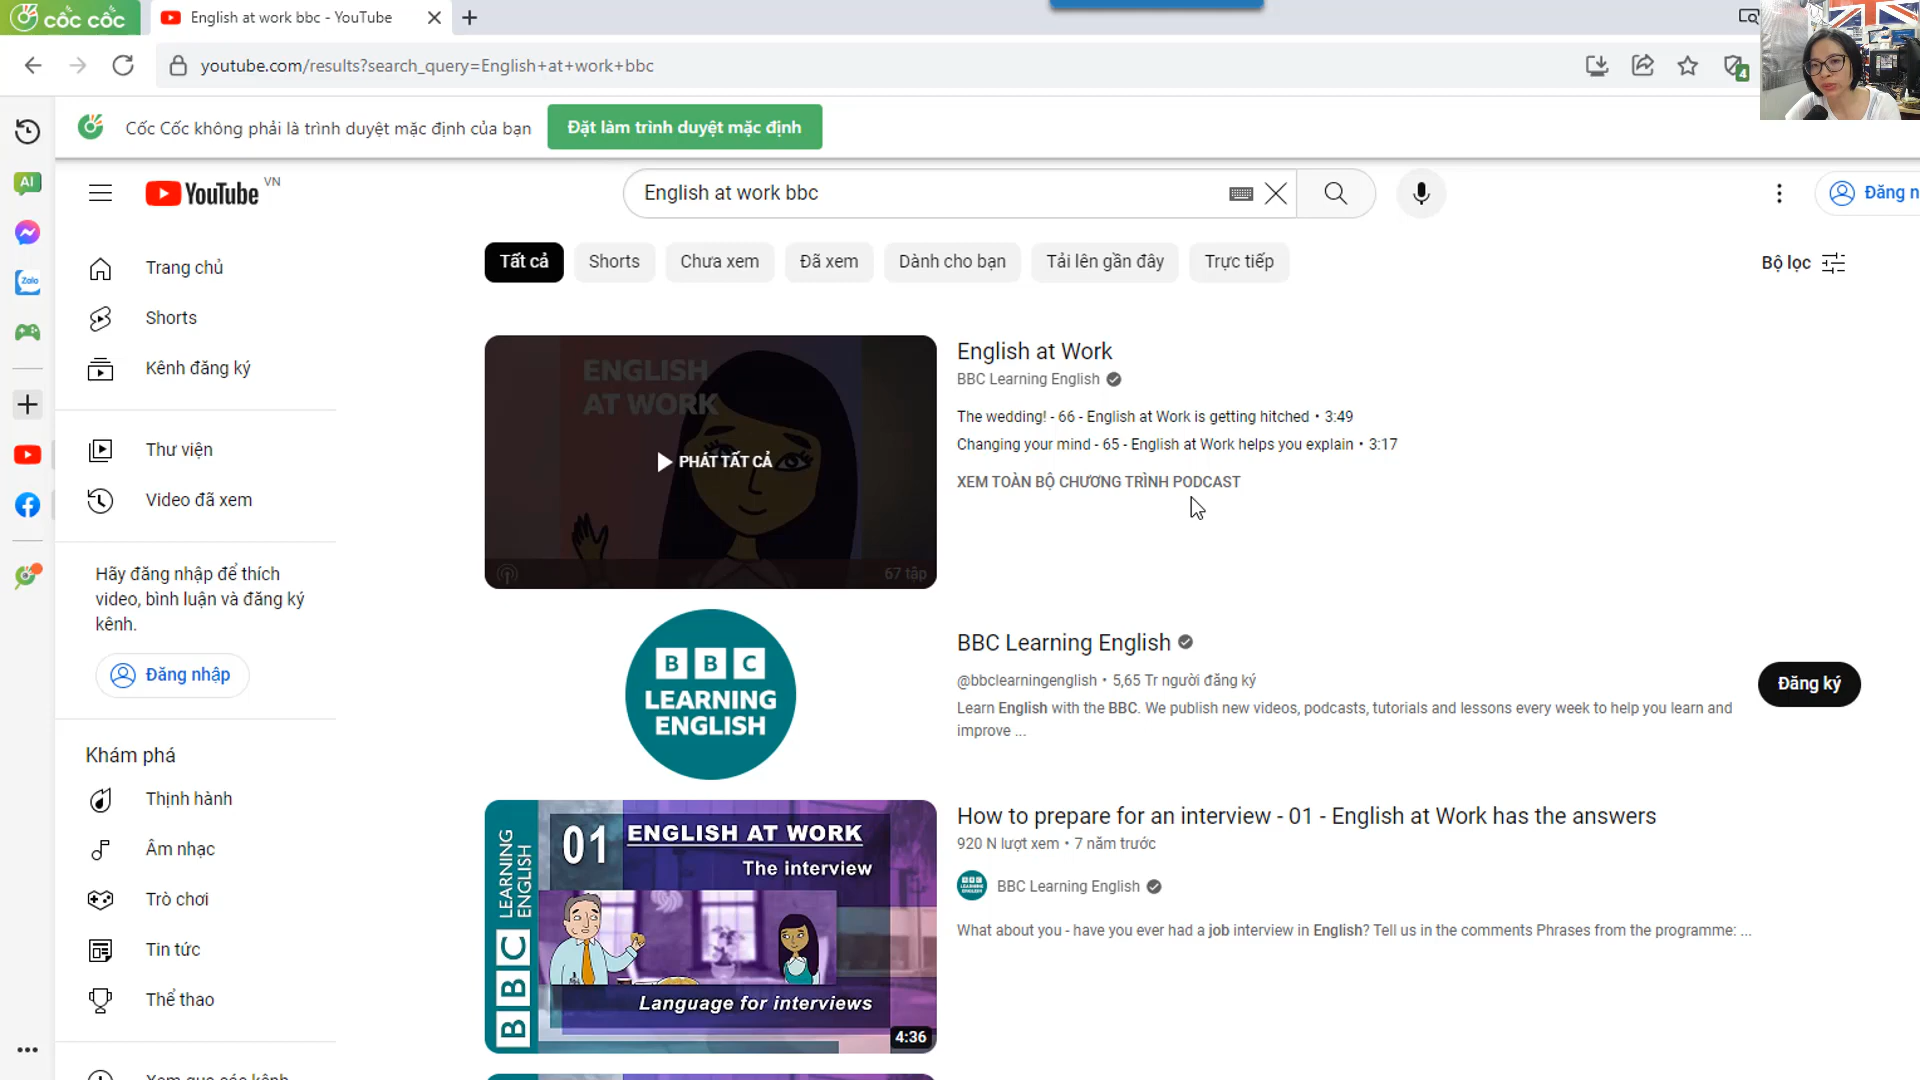 cốc cốc
English at work bbc - YouTube
youtube.com/results?search_query=English+at+work+bbc
4
Cốc Cốc không phải là trình duyệt mặc định của bạn
Đặt làm trình duyệt mặc định
AI
Zalo
YouTube VN
English at work bbc
Đăng n
Tất cả
Shorts
Chưa xem
Đã xem
Dành cho bạn
Tải lên gần đây
Trực tiếp
Bộ lọc
Trang chủ
Shorts
Kênh đăng ký
Thư viện
Video đã xem
Hãy đăng nhập để thích
video, bình luận và đăng ký
kênh.
Đăng nhập
Khám phá
Thịnh hành
Âm nhạc
Trò chơi
Tin tức
Thể thao
Xem qua các kênh
ENGLISH
AT WORK
PHÁT TẤT CẢ
67 tập
English at Work
BBC Learning English
The wedding! - 66 - English at Work is getting hitched • 3:49
Changing your mind - 65 - English at Work helps you explain • 3:17
XEM TOÀN BỘ CHƯƠNG TRÌNH PODCAST
BBC
LEARNING
ENGLISH
BBC Learning English
@bbclearningenglish • 5,65 Tr người đăng ký
Learn English with the BBC. We publish new videos, podcasts, tutorials and lessons every week to help you learn and
improve ...
Đăng ký
BBC LEARNING ENGLISH
01
ENGLISH AT WORK
The interview
Language for interviews
4:36
How to prepare for an interview - 01 - English at Work has the answers
920 N lượt xem • 7 năm trước
BBC Learning English
What about you - have you ever had a job interview in English? Tell us in the comments Phrases from the programme: ...